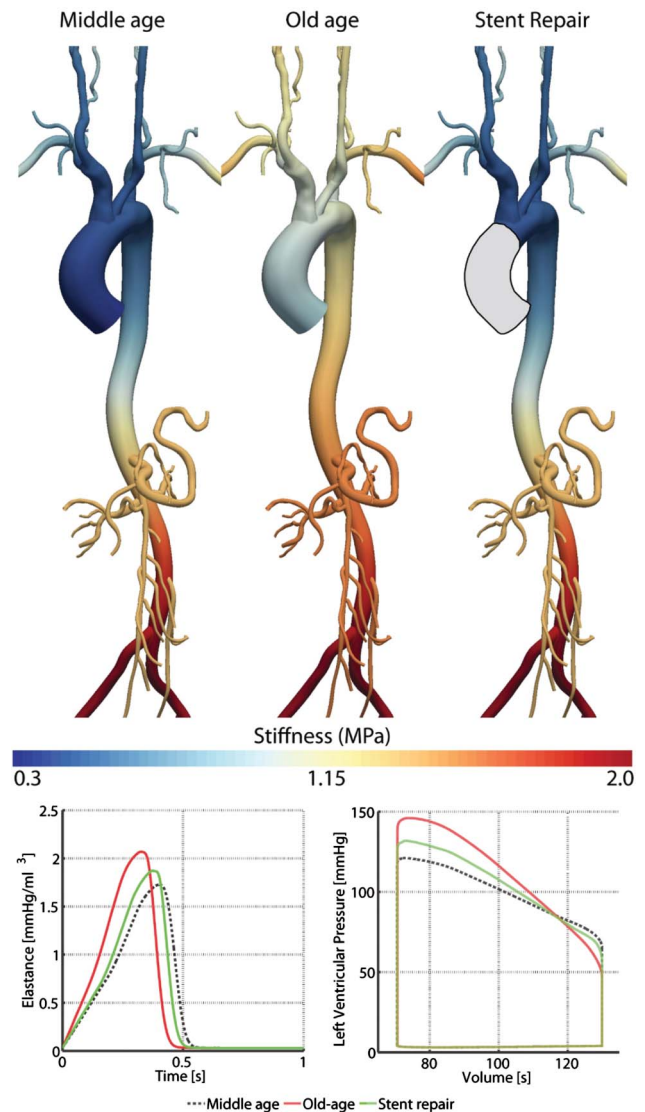 Middle age Old age Stent Repair
Stiffness (MPa)
0.3 1.15 2.0
2.5
2
1.5
1
0.5
0
Elastance [mmHg/ml ³]
0 0.5 1
Time [s]
150
100
50
0
Left Ventricular Pressure [mmHg]
80 100 120
Volume [s]
Middle age Old-age Stent repair